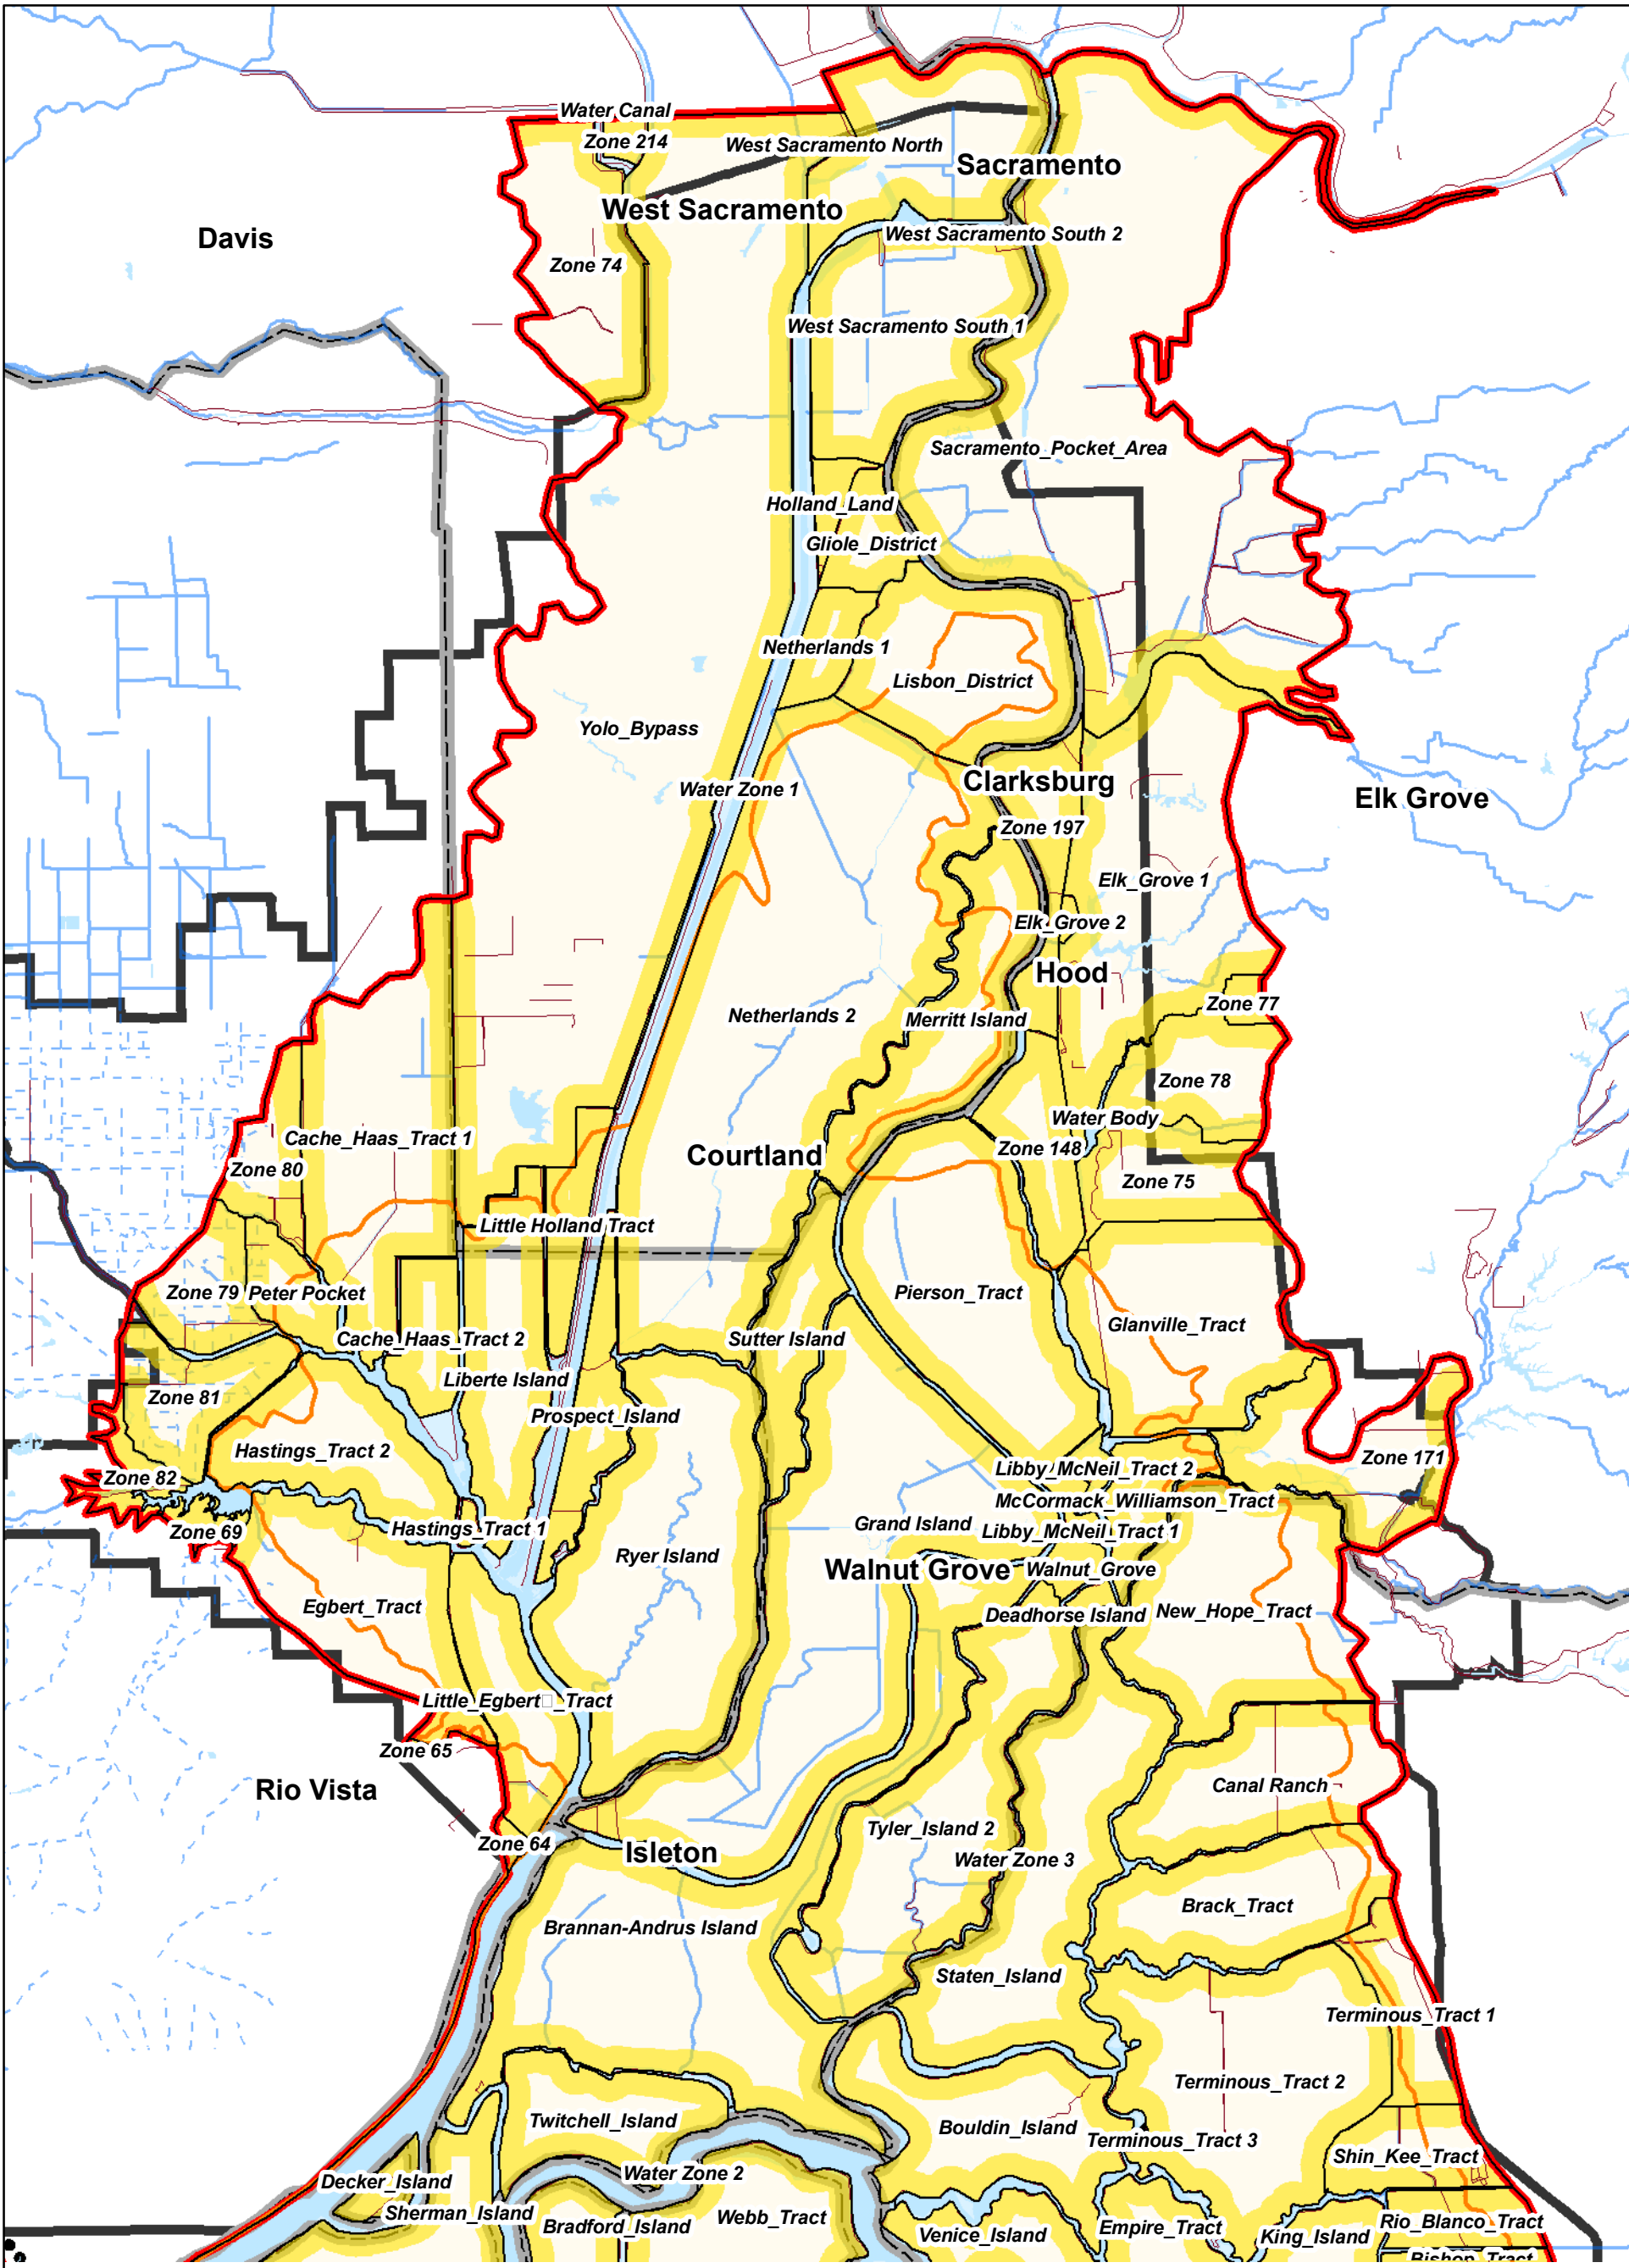 Water Canal
Zone 214
West Sacramento North
Sacramento
West Sacramento
Davis
West Sacramento South 2
Zone 74
West Sacramento South 1
Sacramento_Pocket_Area
Holland_Land
Gliole_District
Netherlands 1
Lisbon_District
Yolo_Bypass
Clarksburg
Water Zone 1
Elk Grove
Zone 197
Elk_Grove 1
Elk_Grove 2
Hood
Zone 77
Netherlands 2
Merritt Island
Zone 78
Water Body
Cache_Haas_Tract 1
Zone 148
Courtland
Zone 80
Zone 75
Little Holland Tract
Zone 79
Peter Pocket
Pierson_Tract
Glanville_Tract
Cache_Haas_Tract 2
Sutter Island
Liberte Island
Zone 81
Prospect_Island
Hastings_Tract 2
Zone 171
Libby_McNeil_Tract 2
Zone 82
McCormack_Williamson_Tract
Grand Island
Hastings_Tract 1
Zone 69
Libby_McNeil_Tract 1
Ryer Island
Walnut Grove
Walnut_Grove
Egbert_Tract
Deadhorse Island
New_Hope_Tract
Little_Egbert□_Tract
Zone 65
Rio Vista
Canal Ranch
Tyler_Island 2
Zone 64
Isleton
Water Zone 3
Brack_Tract
Brannan-Andrus Island
Staten_Island
Terminous_Tract 1
Terminous_Tract 2
Twitchell_Island
Bouldin_Island
Terminous_Tract 3
Shin_Kee_Tract
Water Zone 2
Decker_Island
Sherman_Island
Webb_Tract
Bradford_Island
Rio_Blanco_Tract
Empire_Tract
Venice_Island
King_Island
Bishop_Tract